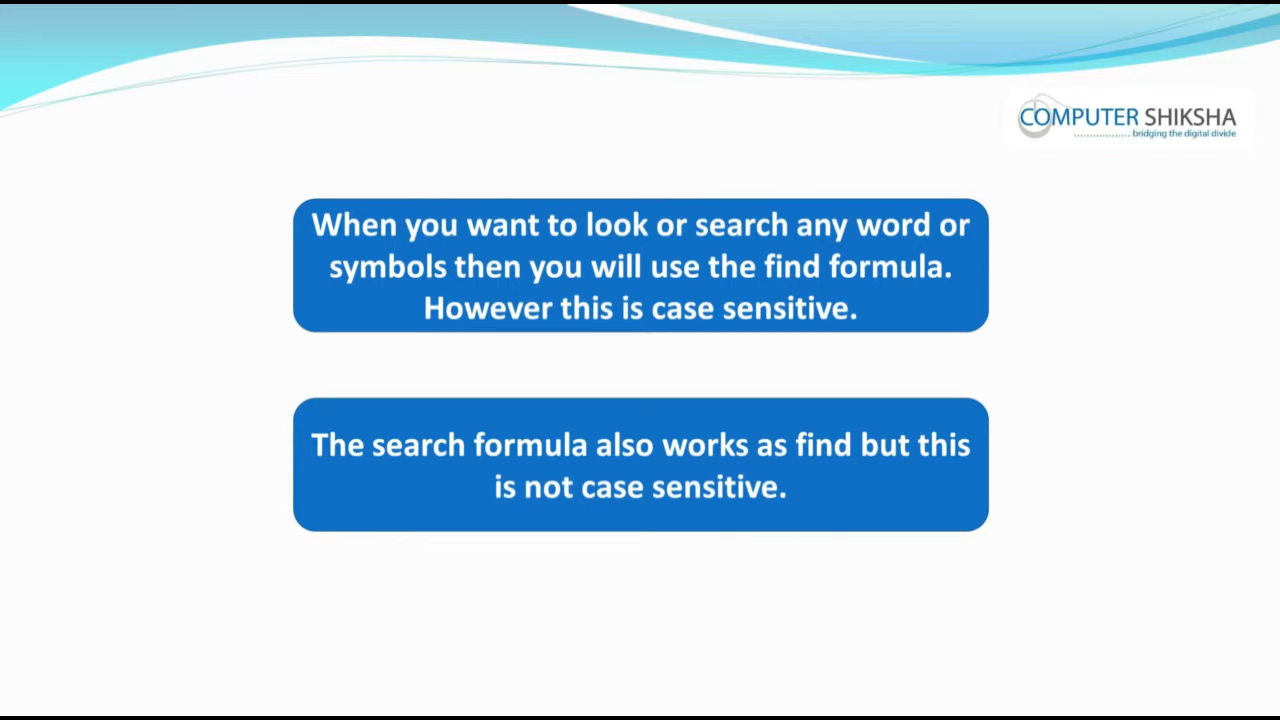 COMPUTER SHIKSHA
bridging the digital divide
When you want to look or search any word or
symbols then you will use the find formula.
However this is case sensitive.
The search formula also works as find but this
is not case sensitive.